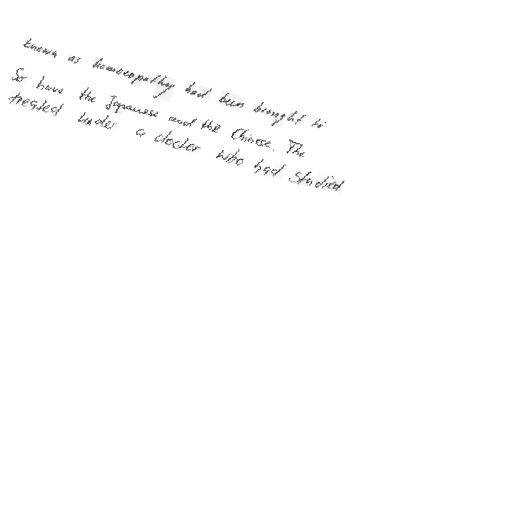 known as homoeopathy had been brought to
So have the Japanese and the Chinese. The
treated under a doctor who had studied